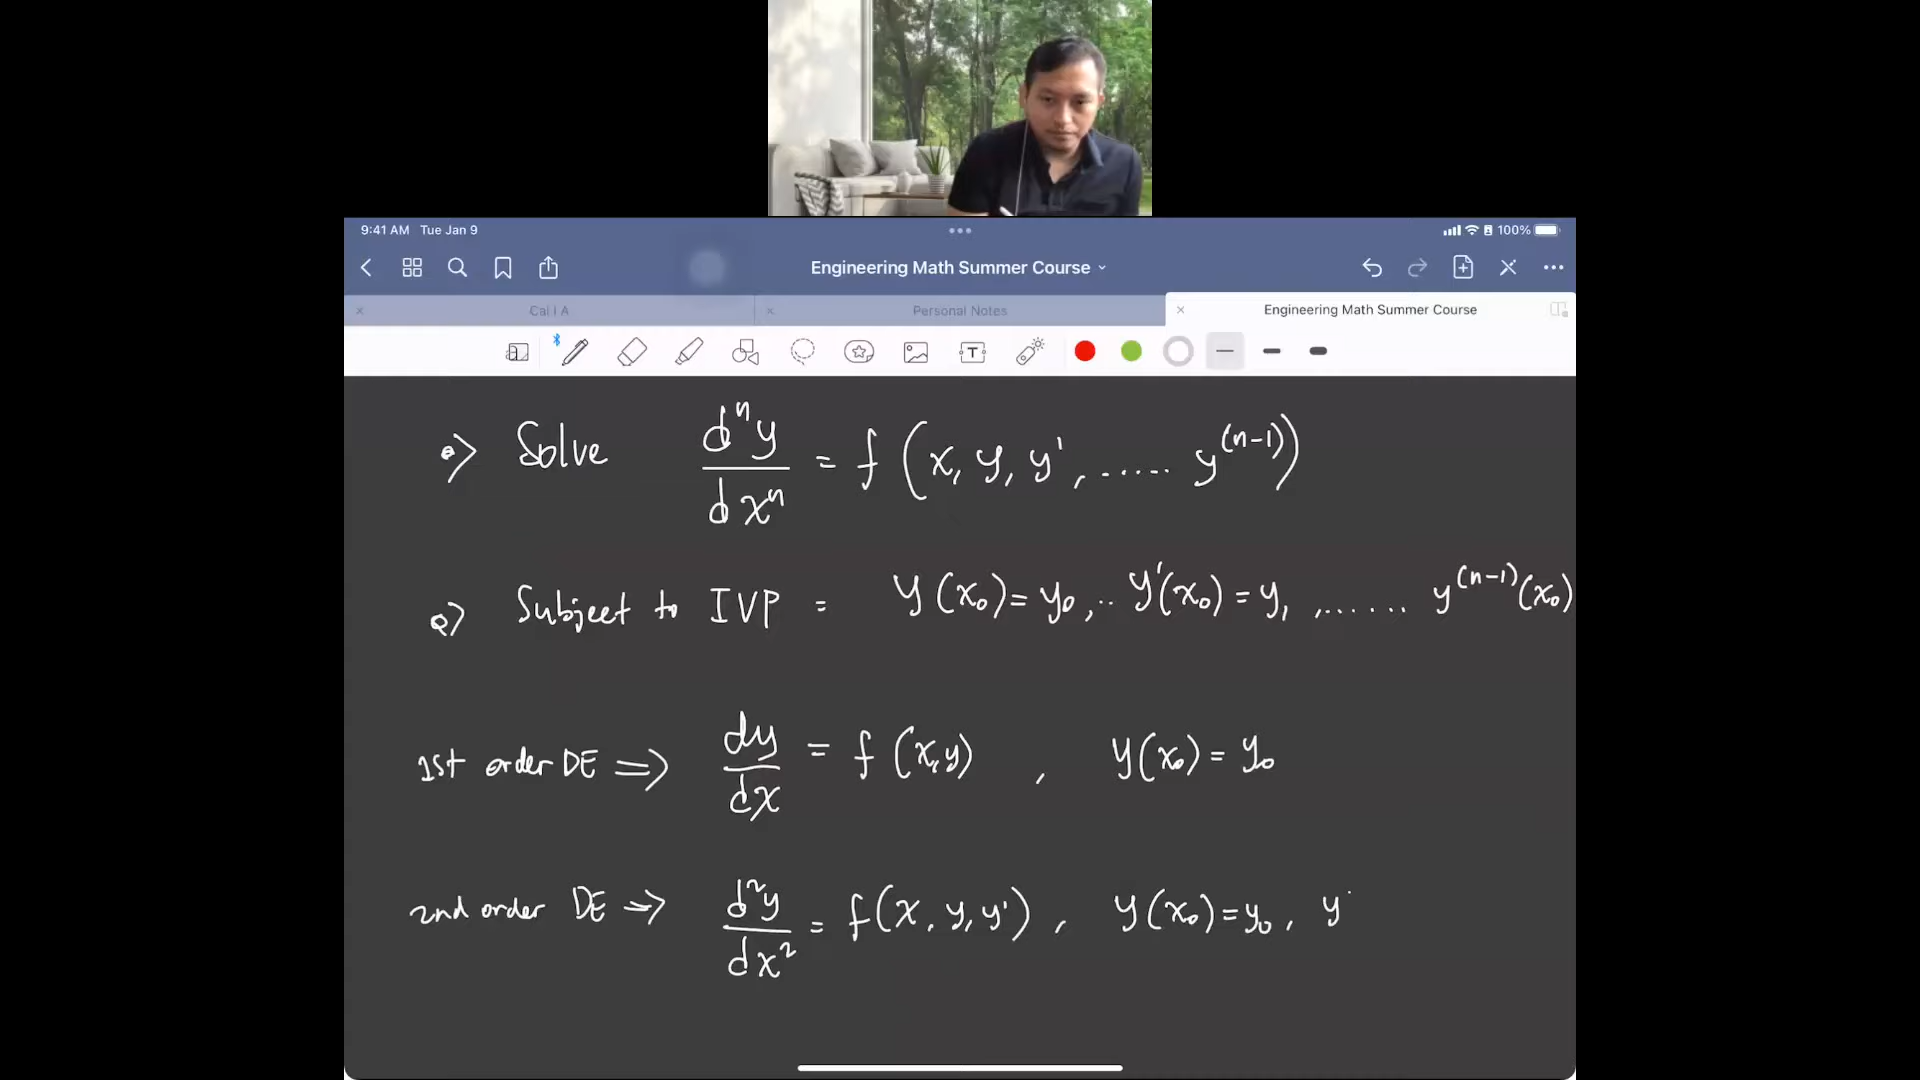 9:41 AM Tue Jan 9 100%
Engineering Math Summer Course
Cal I A Personal Notes Engineering Math Summer Course
Solve dⁿy/dxⁿ = f(x, y, y', ...... y⁽ⁿ⁻¹⁾)
Subject to IVP = y(x₀) = y₀, .. y'(x₀) = y₁, ...... y⁽ⁿ⁻¹⁾(x₀)
1st order DE ⇒ dy/dx = f(x,y) , y(x₀) = y₀
2nd order DE ⇒ d²y/dx² = f(x, y, y') , y(x₀) = y₀, y'